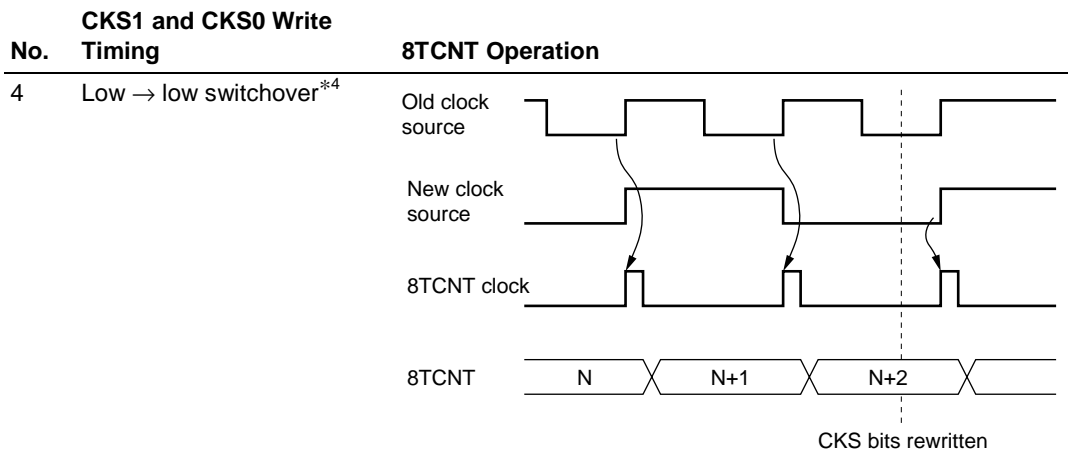 No.
CKS1 and CKS0 Write
Timing
8TCNT Operation
4
Low → low switchover*4
Old clock
source
New clock
source
8TCNT clock
8TCNT
N
N+1
N+2
CKS bits rewritten